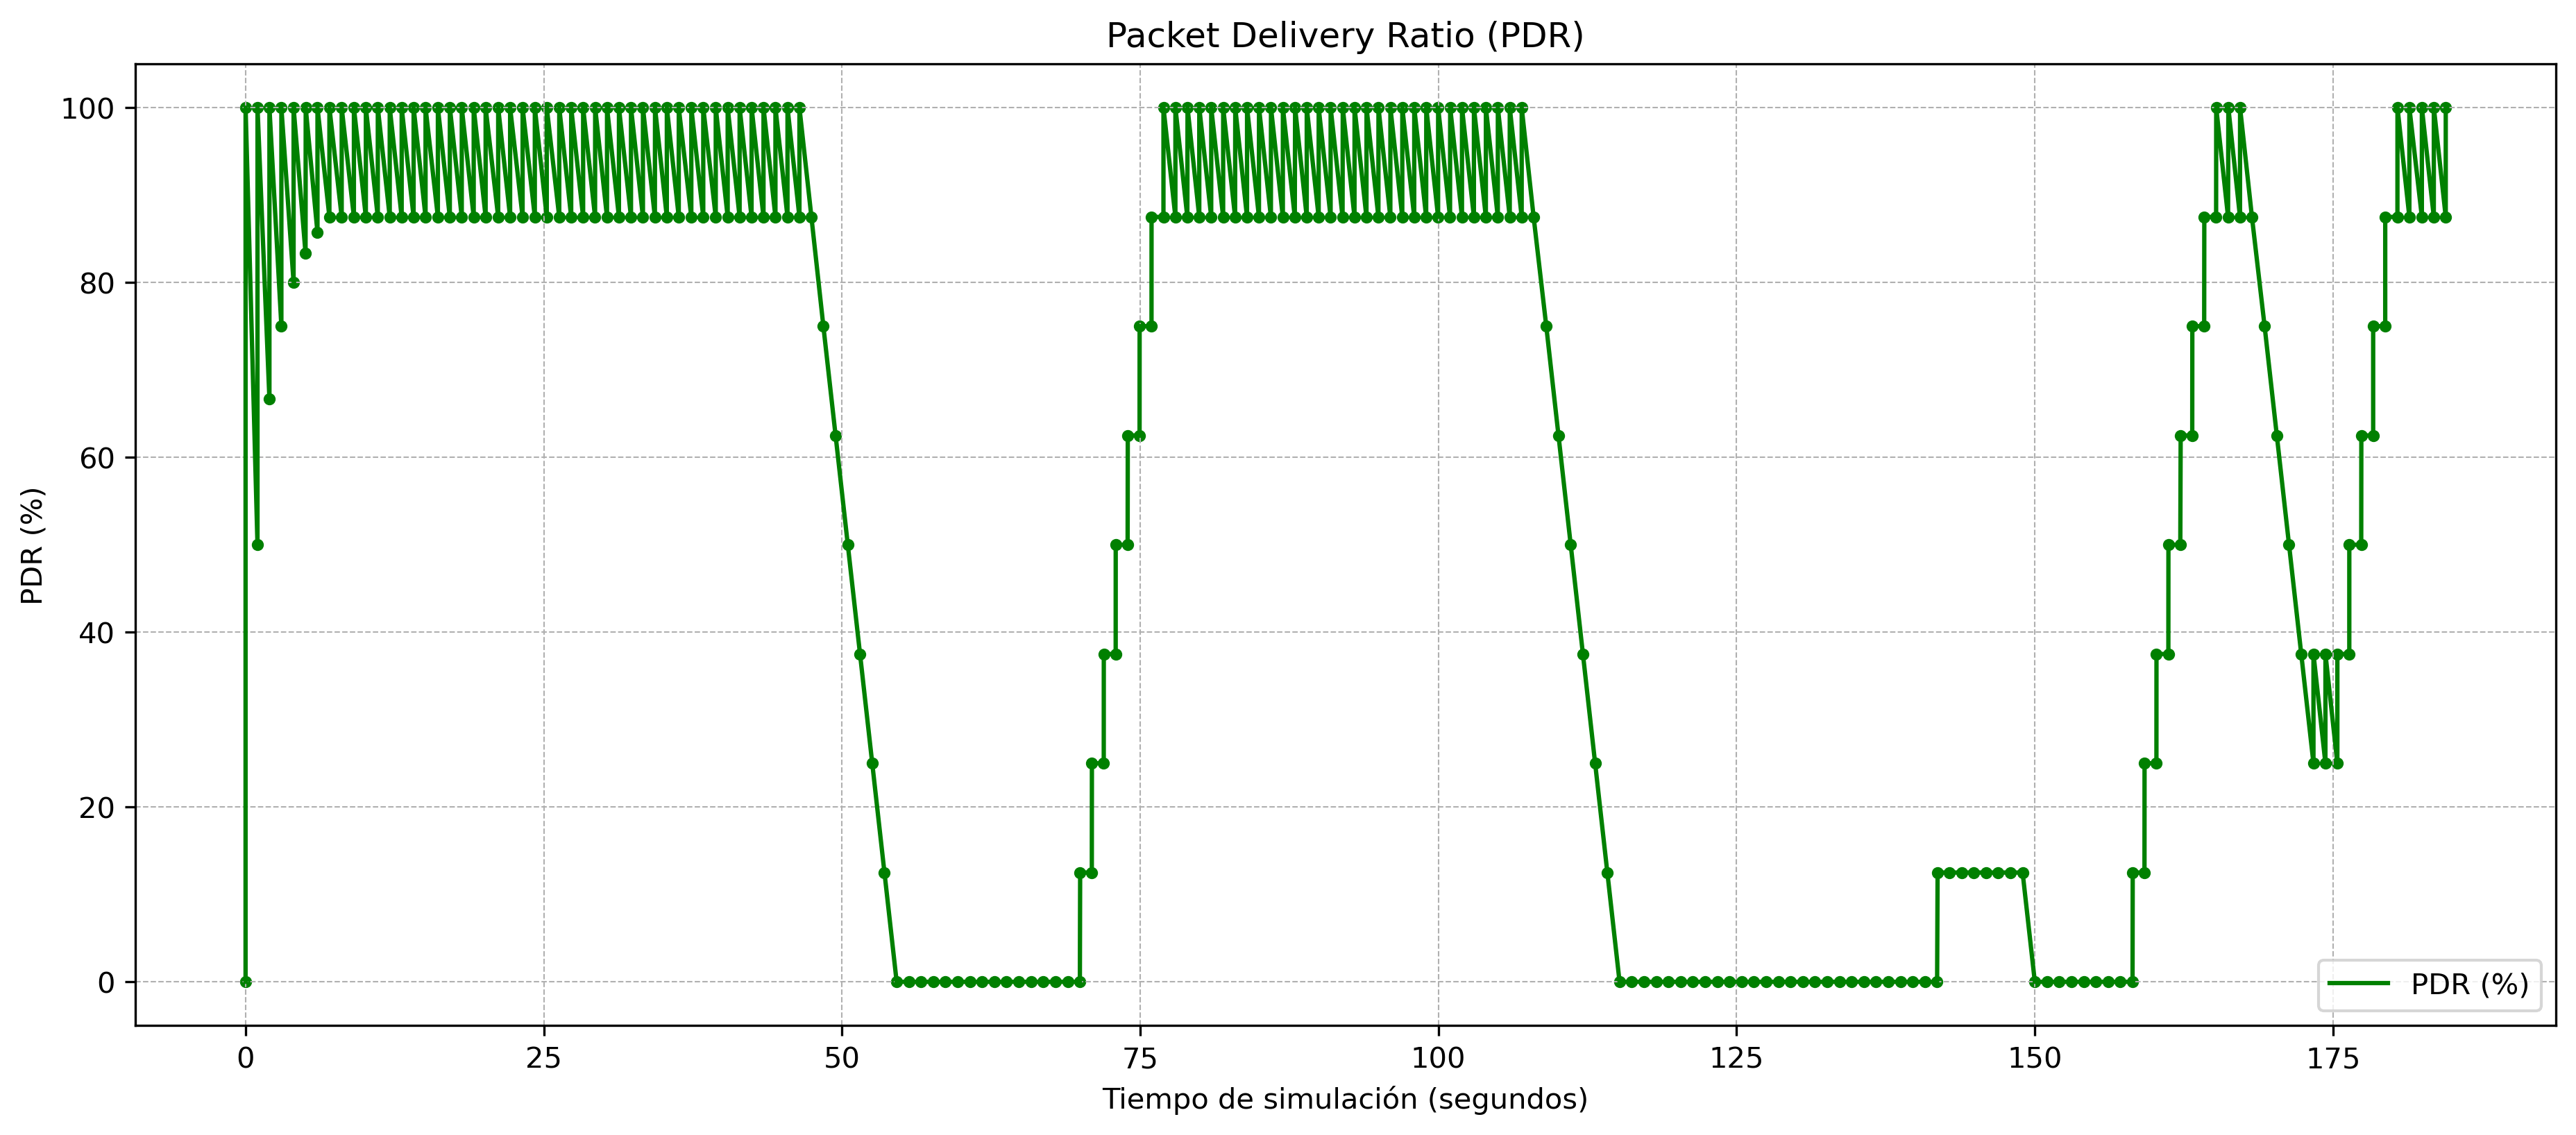 Packet Delivery Ratio (PDR)
PDR (%)
100
80
60
40
20
0
0 25 50 75 100 125 150 175
Tiempo de simulación (segundos)
PDR (%)